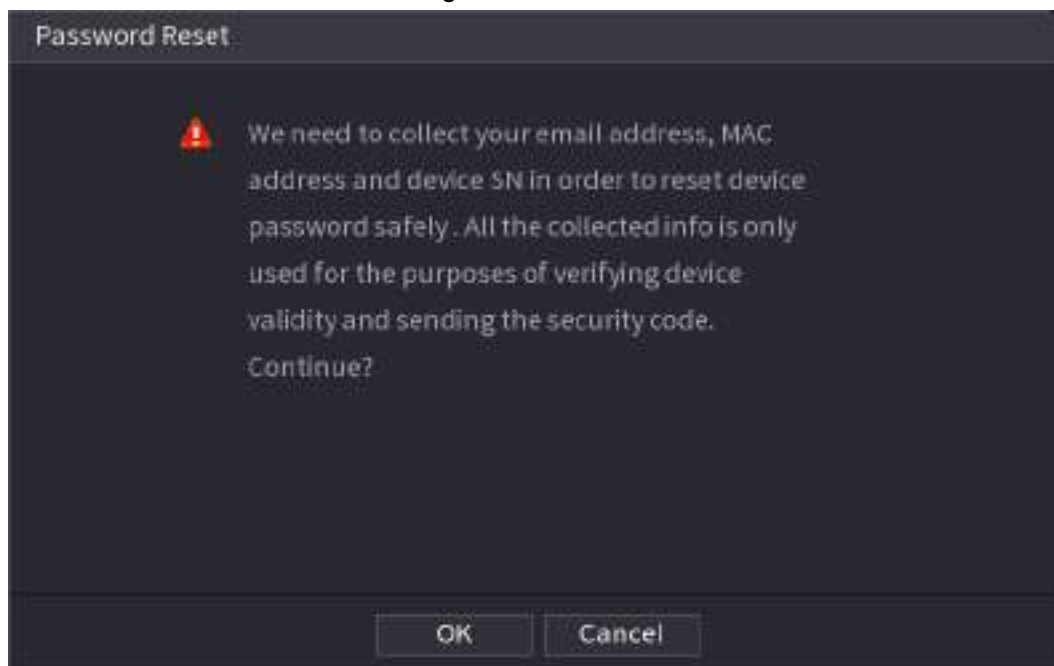 Password Reset
We need to collect your email address, MAC
address and device SN in order to reset device
password safely. All the collected info is only
used for the purposes of verifying device
validity and sending the security code.
Continue?
OK Cancel